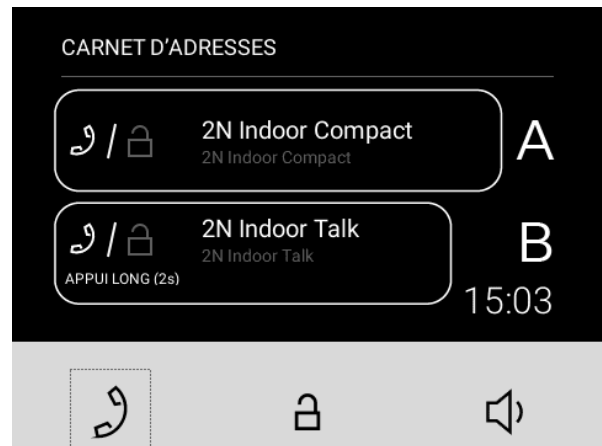 CARNET D'ADRESSES
2N Indoor Compact
2N Indoor Compact
A
2N Indoor Talk
2N Indoor Talk
B
APPUI LONG (2s)
15:03